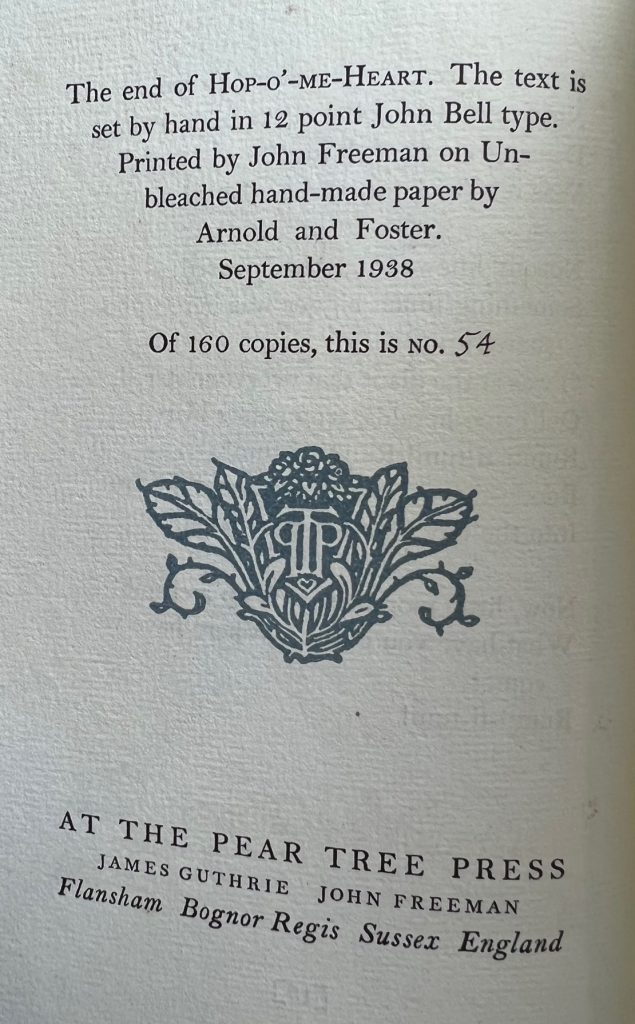 The end of HOP-O'-ME-HEART. The text is
set by hand in 12 point John Bell type.
Printed by John Freeman on Un-
bleached hand-made paper by
Arnold and Foster.
September 1938
Of 160 copies, this is NO. 54
PTP
AT THE PEAR TREE PRESS
JAMES GUTHRIE JOHN FREEMAN
Flansham Bognor Regis Sussex England